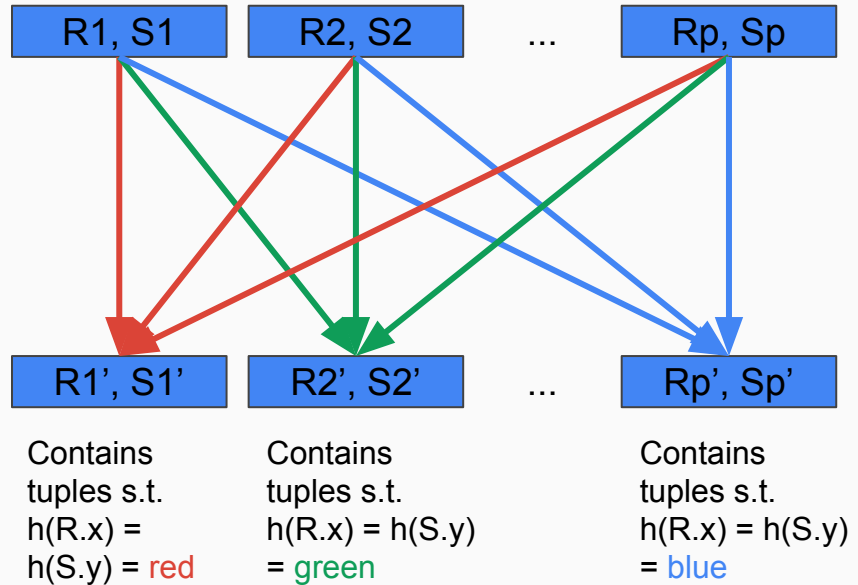 R1, S1
R2, S2
...
Rp, Sp
R1’, S1’
R2’, S2’
...
Rp’, Sp’
Contains
tuples s.t.
h(R.x) =
h(S.y) = red
Contains
tuples s.t.
h(R.x) = h(S.y)
= green
Contains
tuples s.t.
h(R.x) = h(S.y)
= blue